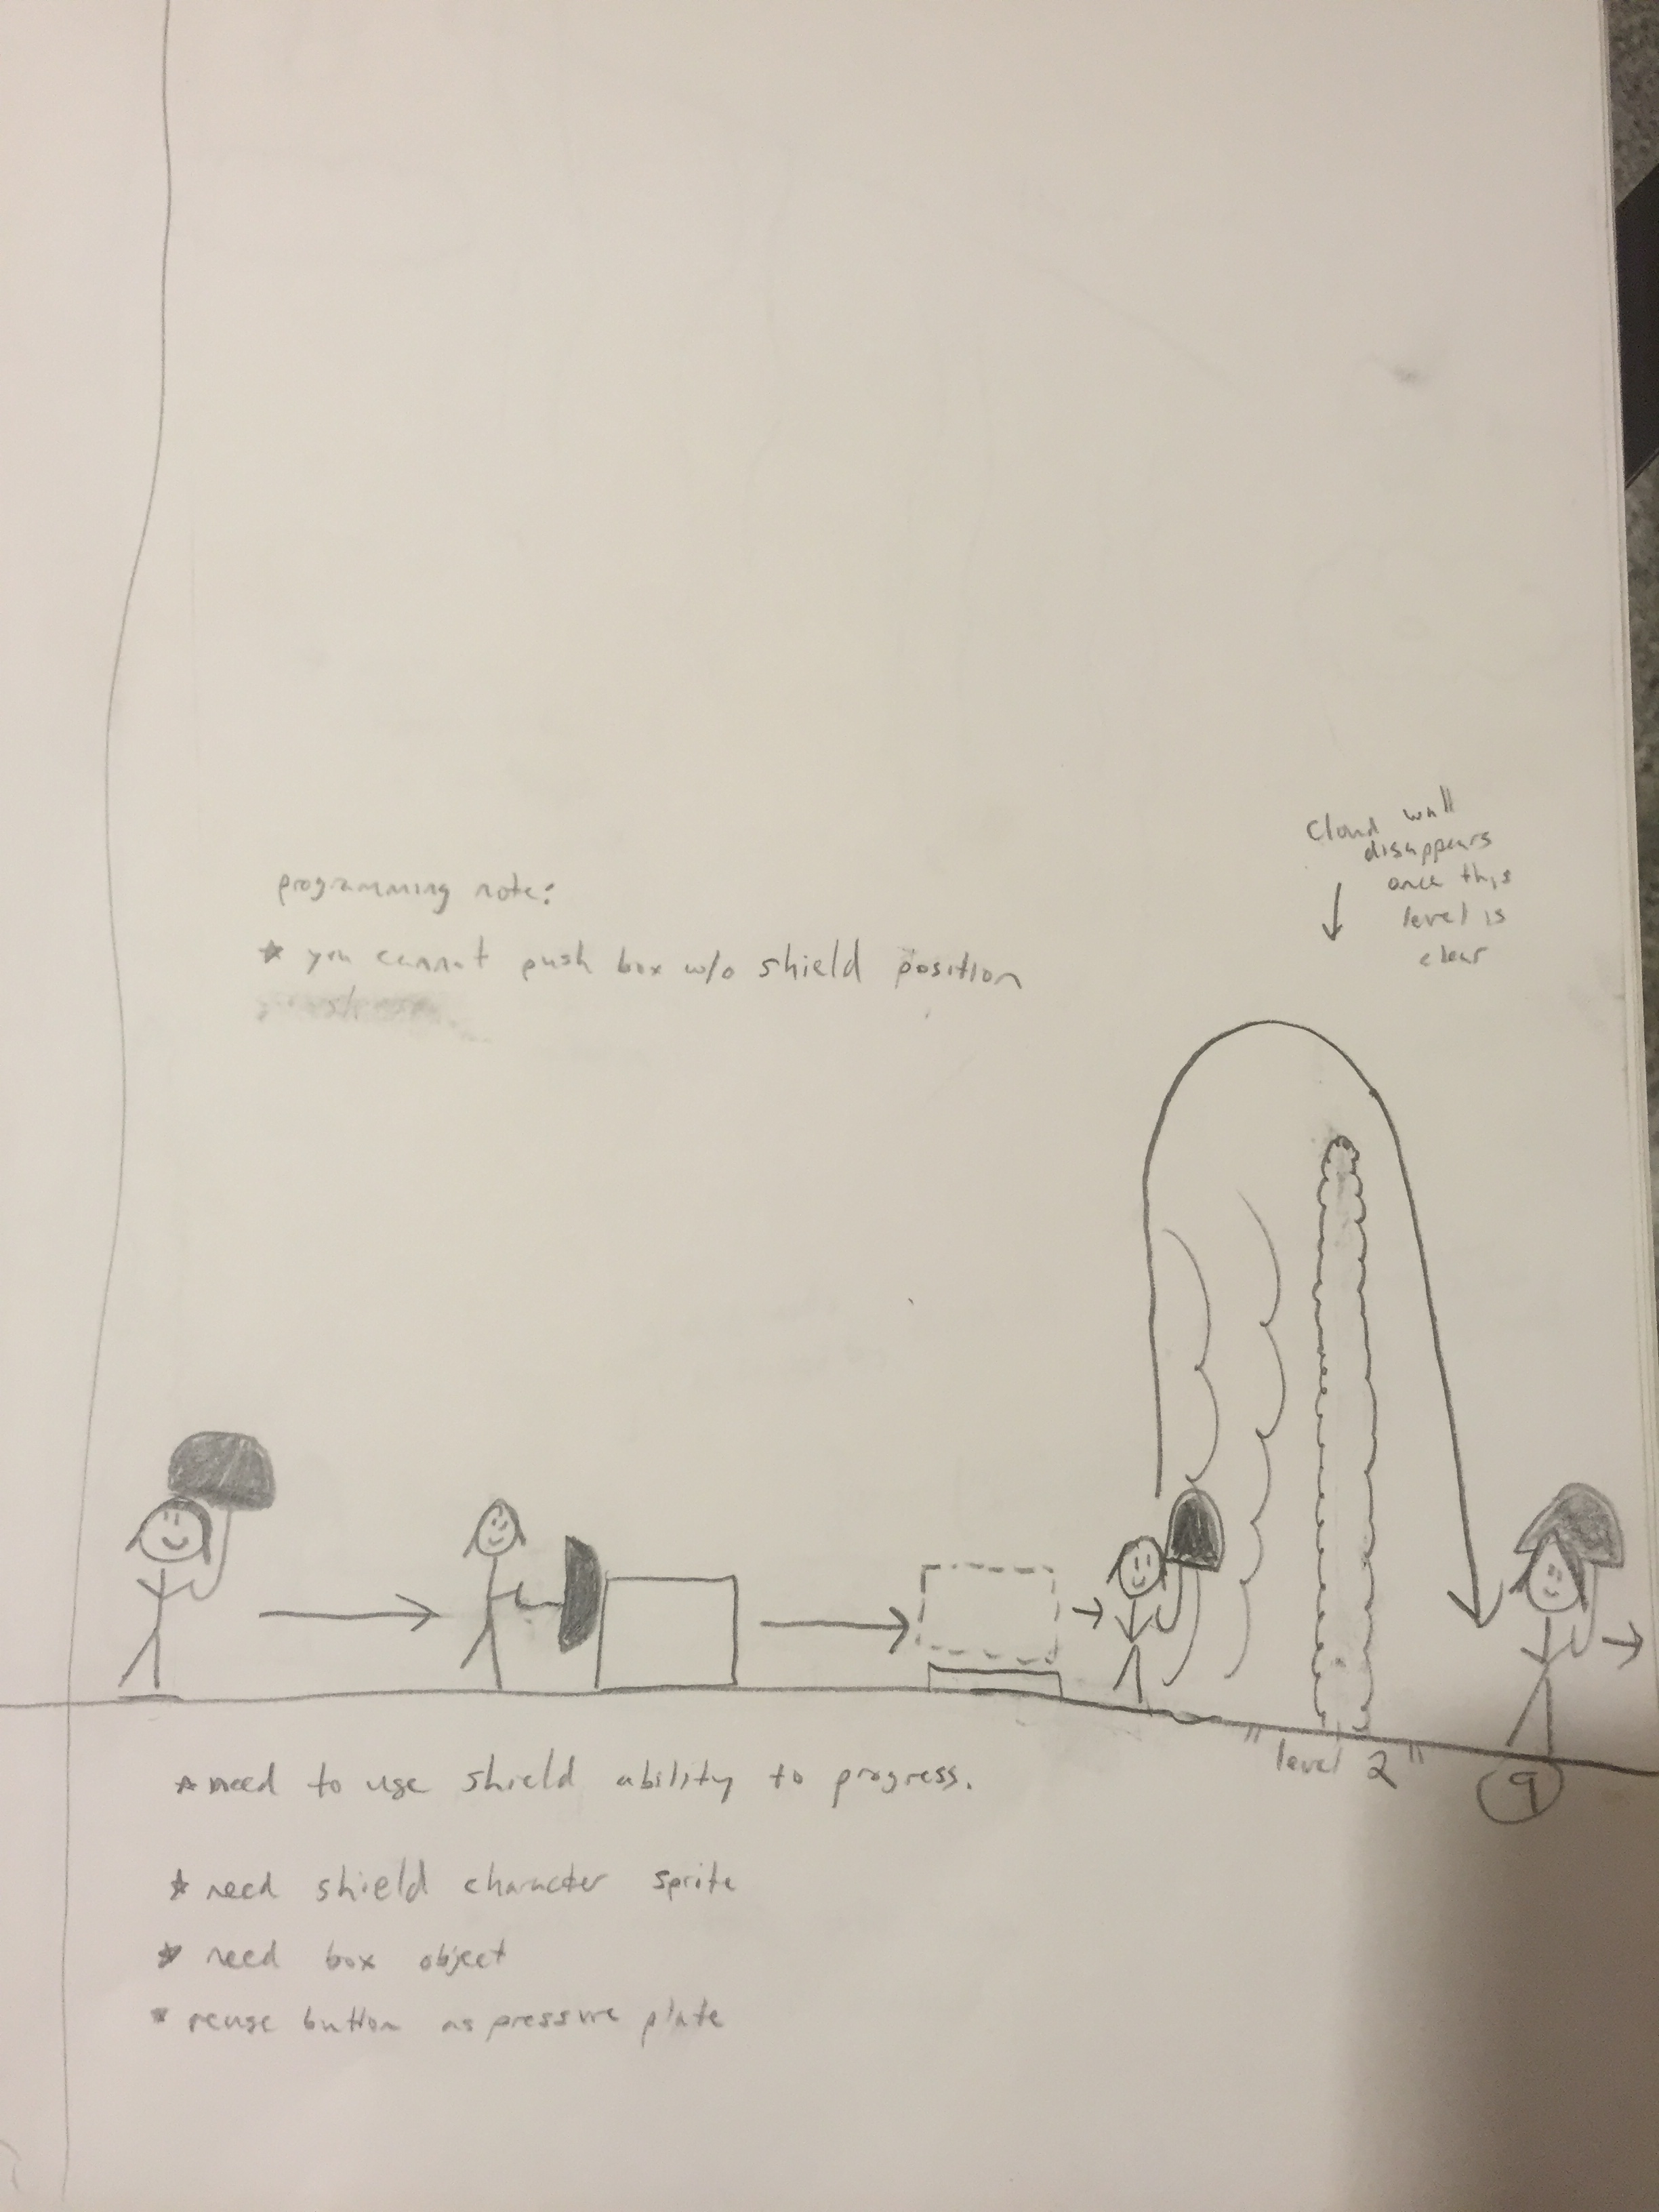 programming note:
★ you cannot push box w/o shield position
cloud wall
disappears
once this
level is
clear
"level 2"
9
★ need to use shield ability to progress.
★ need shield character sprite
★ need box object
★ reuse button as pressure plate